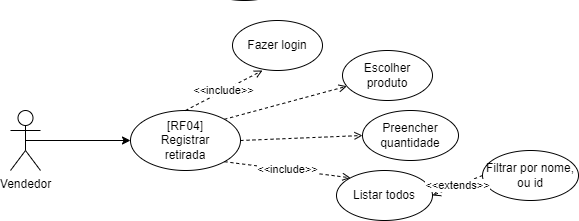 Fazer login
<<include>>
Escolher
produto
[RF04]
Registrar
retirada
Preencher
quantidade
Vendedor
<<include>>
Listar todos
<<extends>>
Filtrar por nome,
ou id